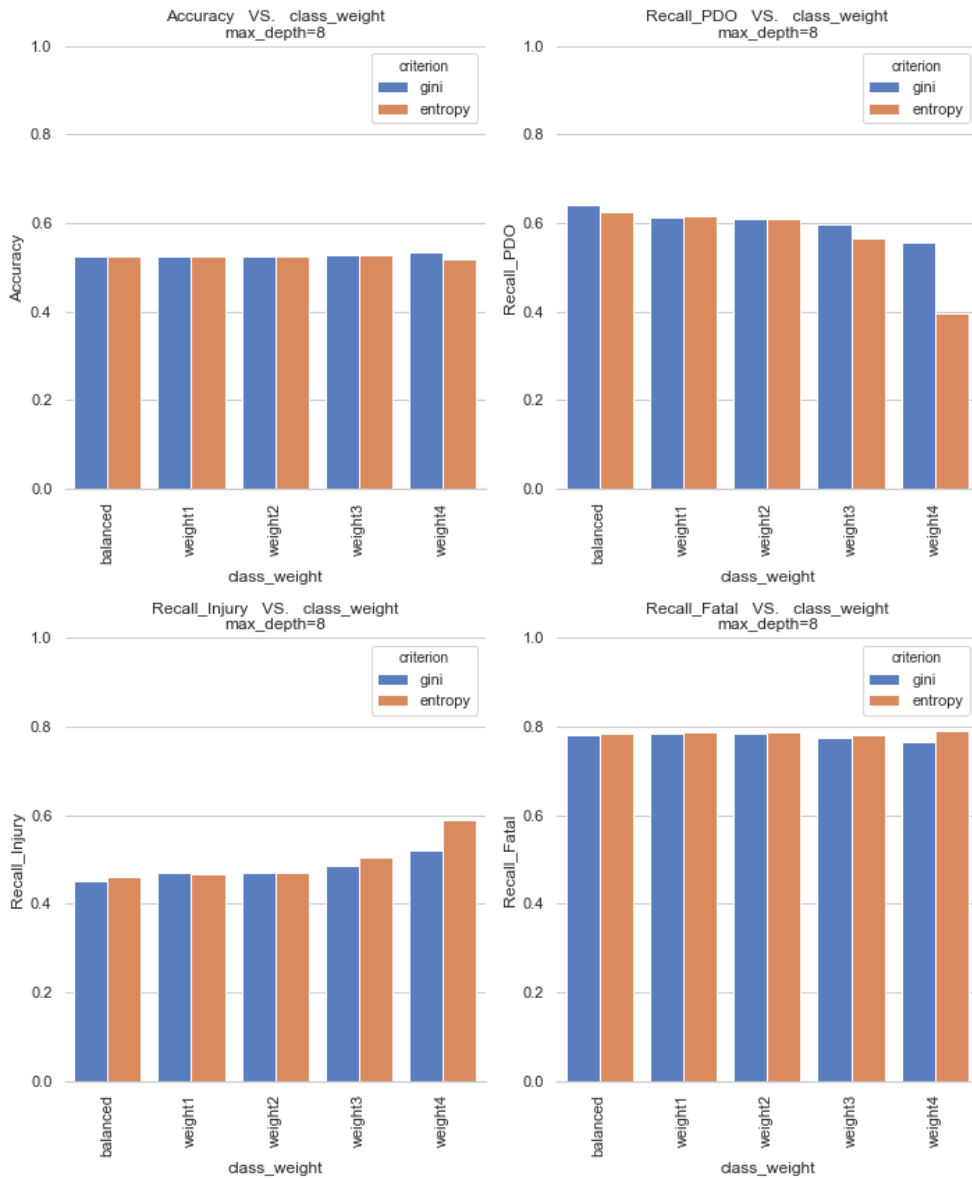 Accuracy VS. class_weight
max_depth=8
1.0
0.8
0.6
0.4
0.2
0.0
Accuracy
criterion
gini
entropy
balanced
weight1
weight2
weight3
weight4
class_weight
Recall_PDO VS. class_weight
max_depth=8
1.0
0.8
0.6
0.4
0.2
0.0
Recall_PDO
criterion
gini
entropy
balanced
weight1
weight2
weight3
weight4
class_weight
Recall_Injury VS. class_weight
max_depth=8
1.0
0.8
0.6
0.4
0.2
0.0
Recall_Injury
criterion
gini
entropy
balanced
weight1
weight2
weight3
weight4
class_weight
Recall_Fatal VS. class_weight
max_depth=8
1.0
0.8
0.6
0.4
0.2
0.0
Recall_Fatal
criterion
gini
entropy
balanced
weight1
weight2
weight3
weight4
class_weight